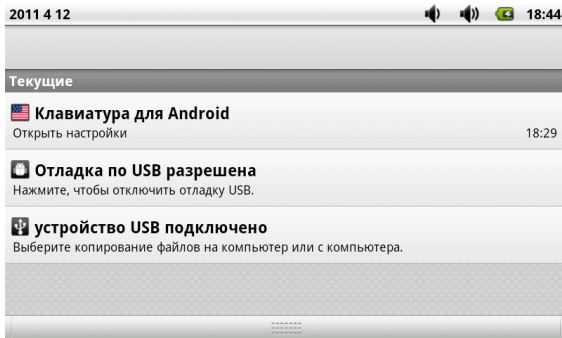 2011 4 12 18:44
Текущие
Клавиатура для Android
Открыть настройки 18:29
Отладка по USB разрешена
Нажмите, чтобы отключить отладку USB.
устройство USB подключено
Выберите копирование файлов на компьютер или с компьютера.